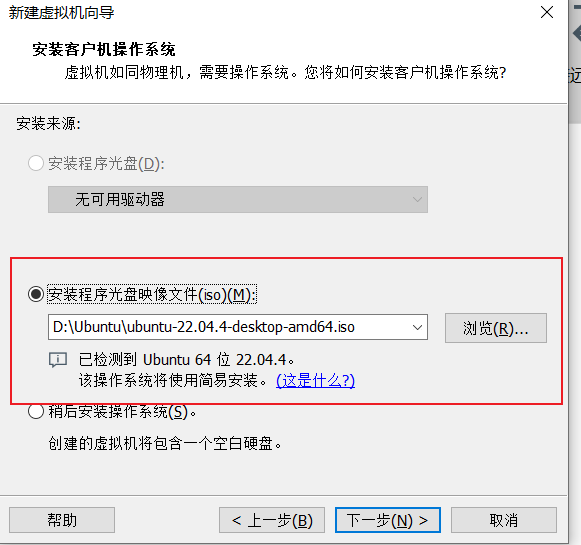 新建虚拟机向导
安装客户机操作系统
虚拟机如同物理机，需要操作系统。您将如何安装客户机操作系统?
安装来源:
安装程序光盘(D):
无可用驱动器
安装程序光盘映像文件(iso)(M):
D:\Ubuntu\ubuntu-22.04.4-desktop-amd64.iso
浏览(R)...
已检测到 Ubuntu 64 位 22.04.4。
该操作系统将使用简易安装。 (这是什么?)
稍后安装操作系统(S)。
创建的虚拟机将包含一个空白硬盘。
帮助
< 上一步(B)
下一步(N) >
取消